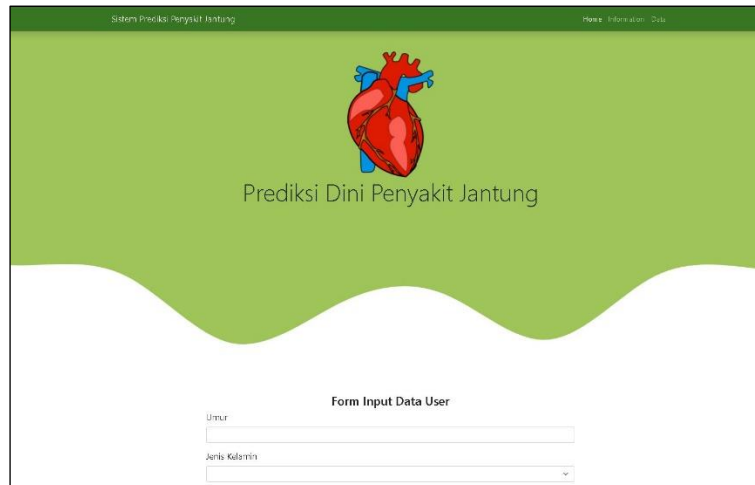 Sistem Prediksi Penyakit Jantung
Home Information Data
Prediksi Dini Penyakit Jantung
Form Input Data User
Umur
Jenis Kelamin